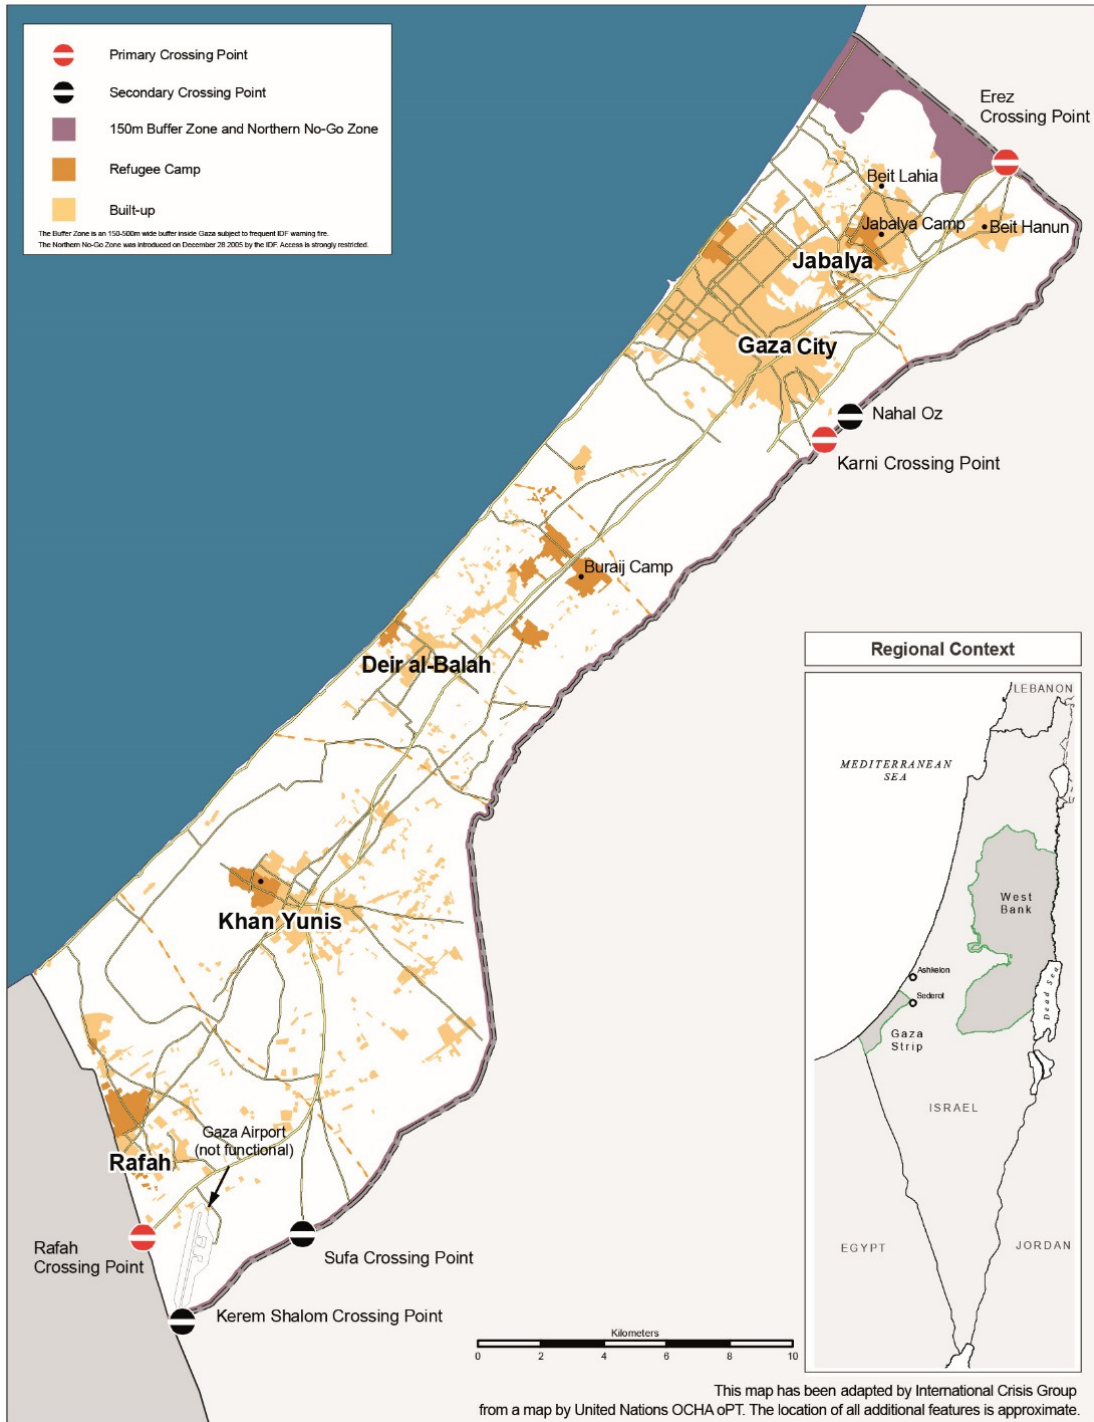 Primary Crossing Point
Secondary Crossing Point
150m Buffer Zone and Northern No-Go Zone
Refugee Camp
Built-up
The Buffer Zone is an 150-500m wide buffer inside Gaza subject to frequent IDF warning fire.
The Northern No-Go Zone was introduced on December 28 2005 by the IDF. Access is strongly restricted.
Erez
Crossing Point
Beit Lahia
Jabalya Camp
Beit Hanun
Jabalya
Gaza City
Nahal Oz
Karni Crossing Point
Buraij Camp
Deir al-Balah
Khan Yunis
Gaza Airport
(not functional)
Rafah
Rafah
Crossing Point
Sufa Crossing Point
Kerem Shalom Crossing Point
Regional Context
LEBANON
MEDITERRANEAN
SEA
West
Bank
Ashkelon
Sederot
Dead Sea
Gaza
Strip
ISRAEL
EGYPT
JORDAN
Kilometers
0 2 4 6 8 10
This map has been adapted by International Crisis Group
from a map by United Nations OCHA oPT. The location of all additional features is approximate.